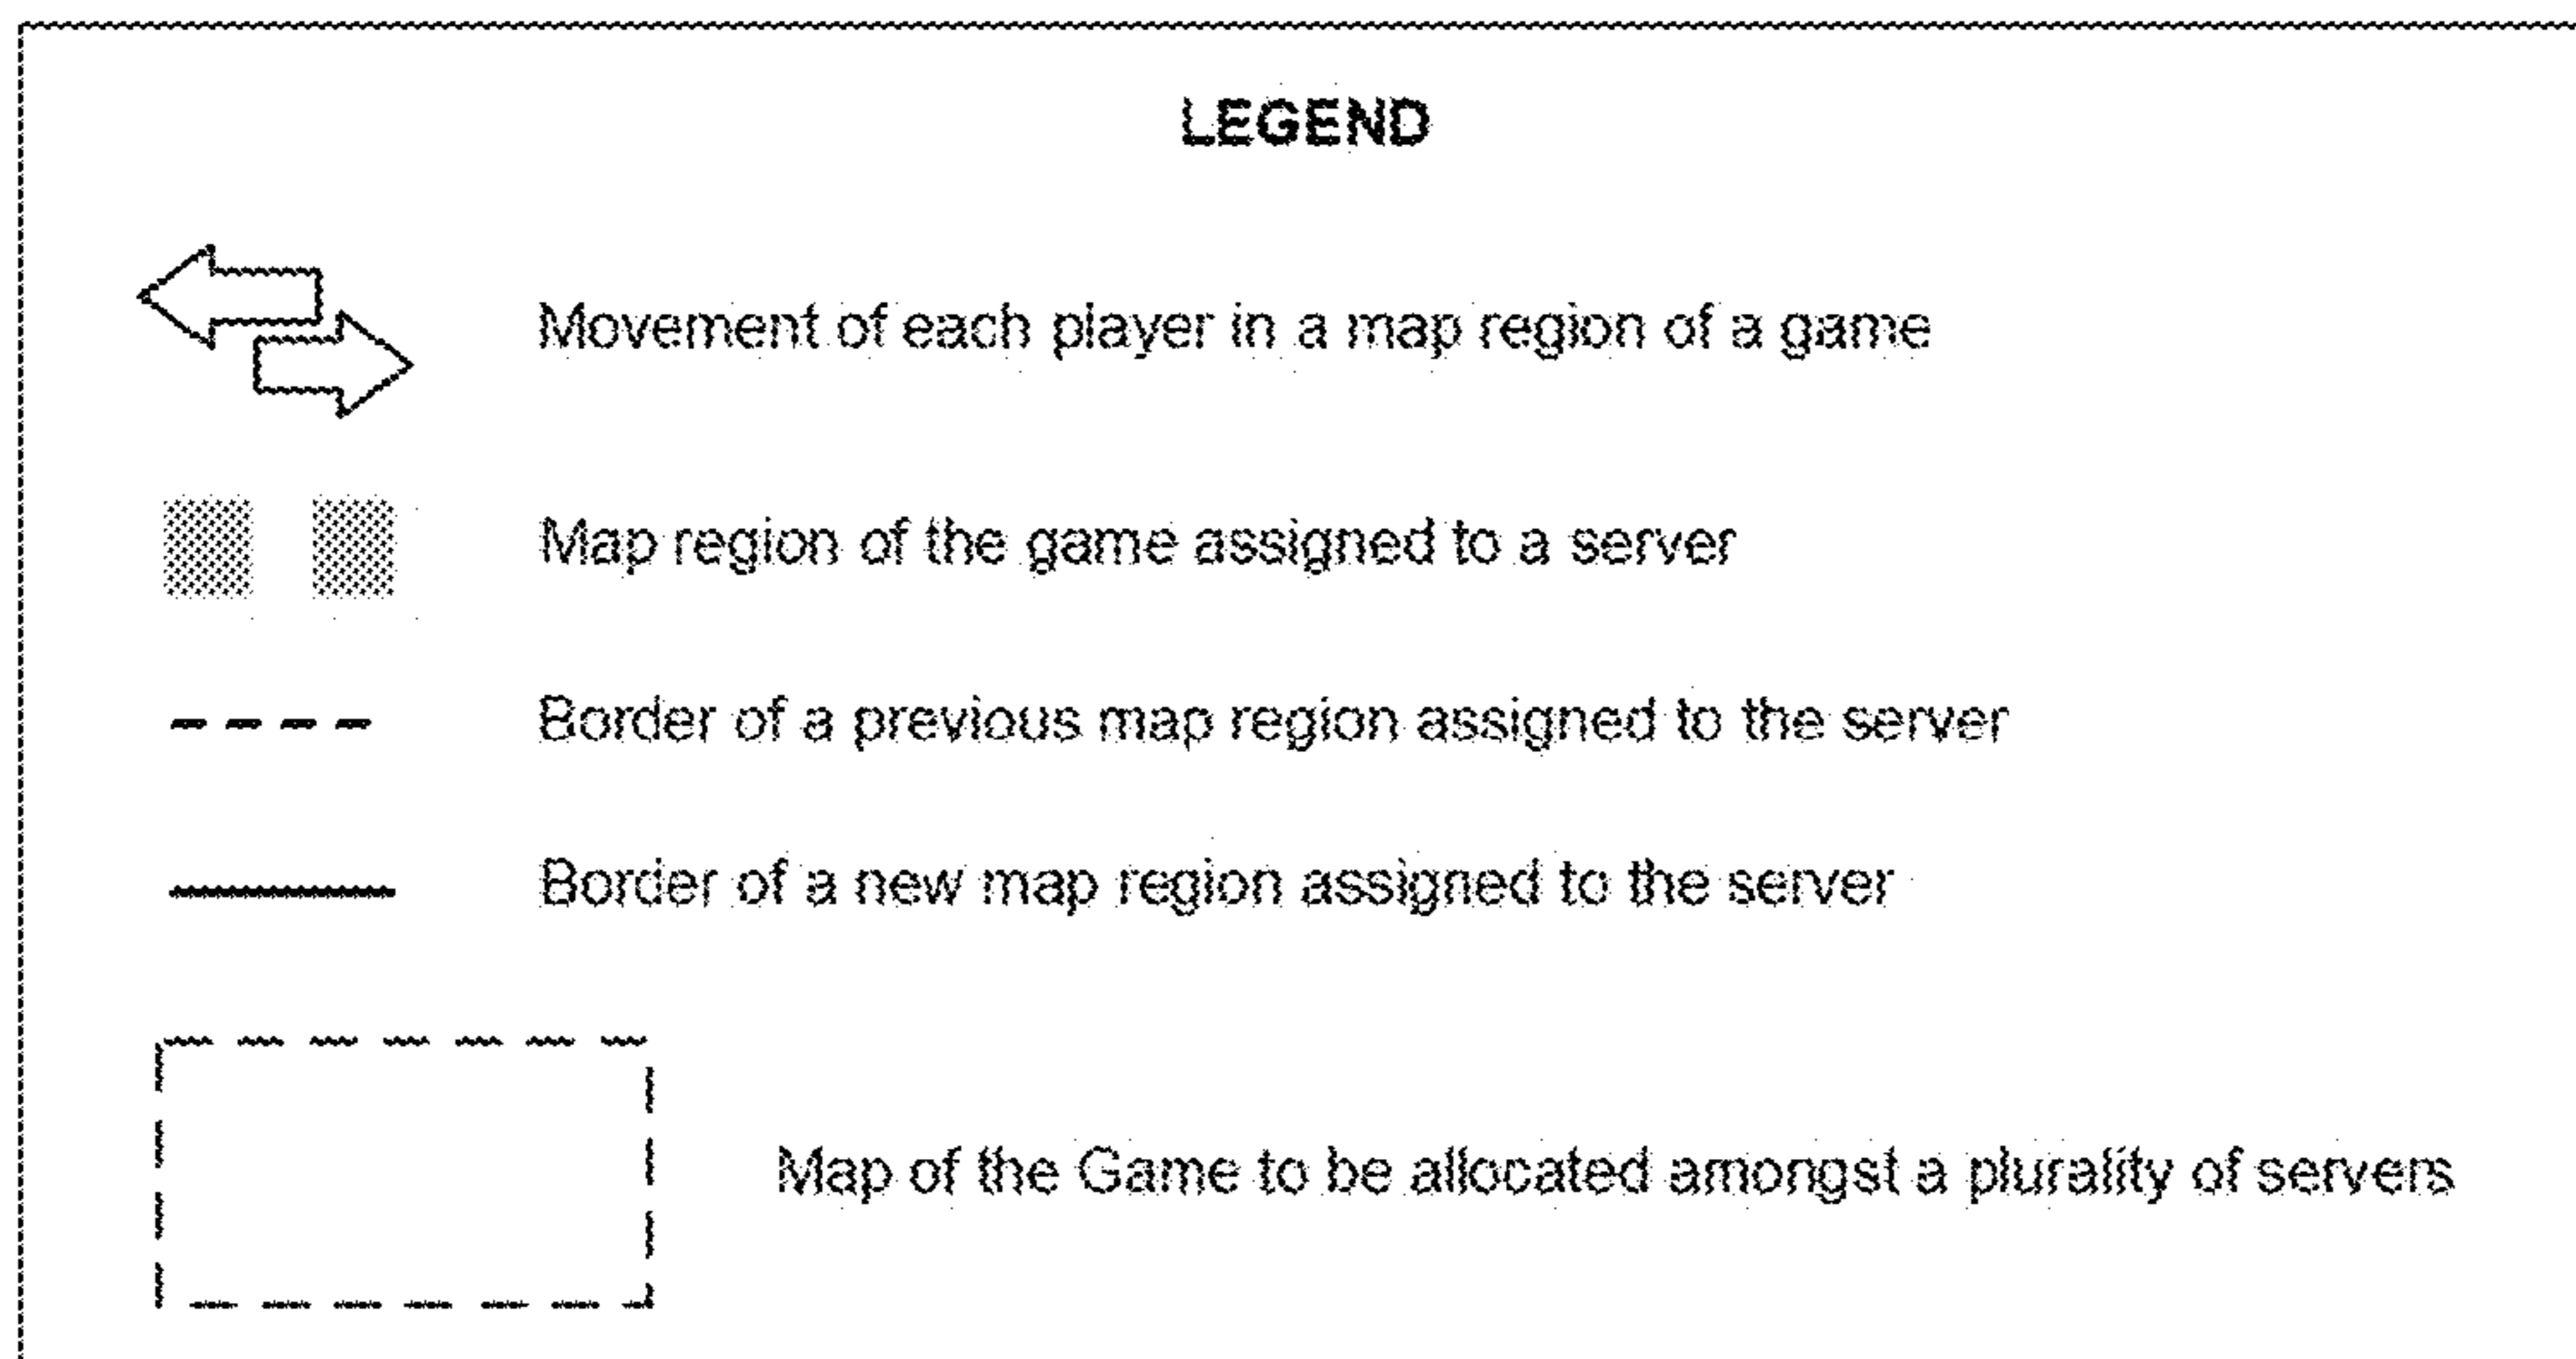 LEGEND
Movement of each player in a map region of a game
Map region of the game assigned to a server
Border of a previous map region assigned to the server
Border of a new map region assigned to the server
Map of the Game to be allocated amongst a plurality of servers